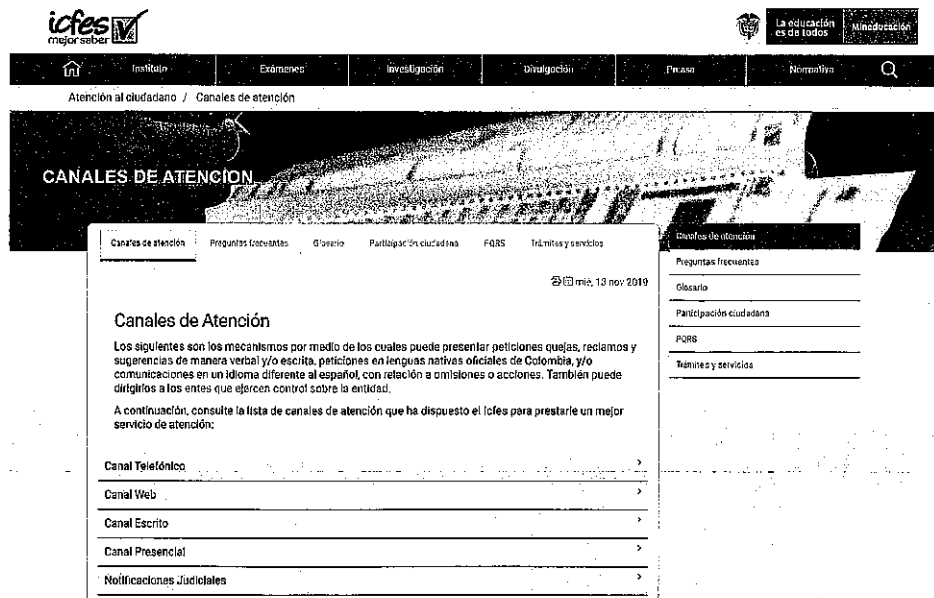 icfes
mejor saber
La educación
es de todos
Mineducación
Instituto
Exámenes
Investigación
Divulgación
Prensa
Normativa
Atención al ciudadano / Canales de atención
CANALES DE ATENCIÓN
Canales de atención
Preguntas frecuentes
Glosario
Participación ciudadana
PQRS
Trámites y servicios
mié, 13 nov 2019
Canales de Atención
Los siguientes son los mecanismos por medio de los cuales puede presentar peticiones quejas, reclamos y
sugerencias de manera verbal y/o escrita, peticiones en lenguas nativas oficiales de Colombia, y/o
comunicaciones en un idioma diferente al español, con relación a omisiones o acciones. También puede
dirigirlos a los entes que ejercen control sobre la entidad.
A continuación, consulte la lista de canales de atención que ha dispuesto el Icfes para prestarle un mejor
servicio de atención:
Canal Telefónico
Canal Web
Canal Escrito
Canal Presencial
Notificaciones Judiciales
Canales de atención
Preguntas frecuentes
Glosario
Participación ciudadana
PQRS
Trámites y servicios